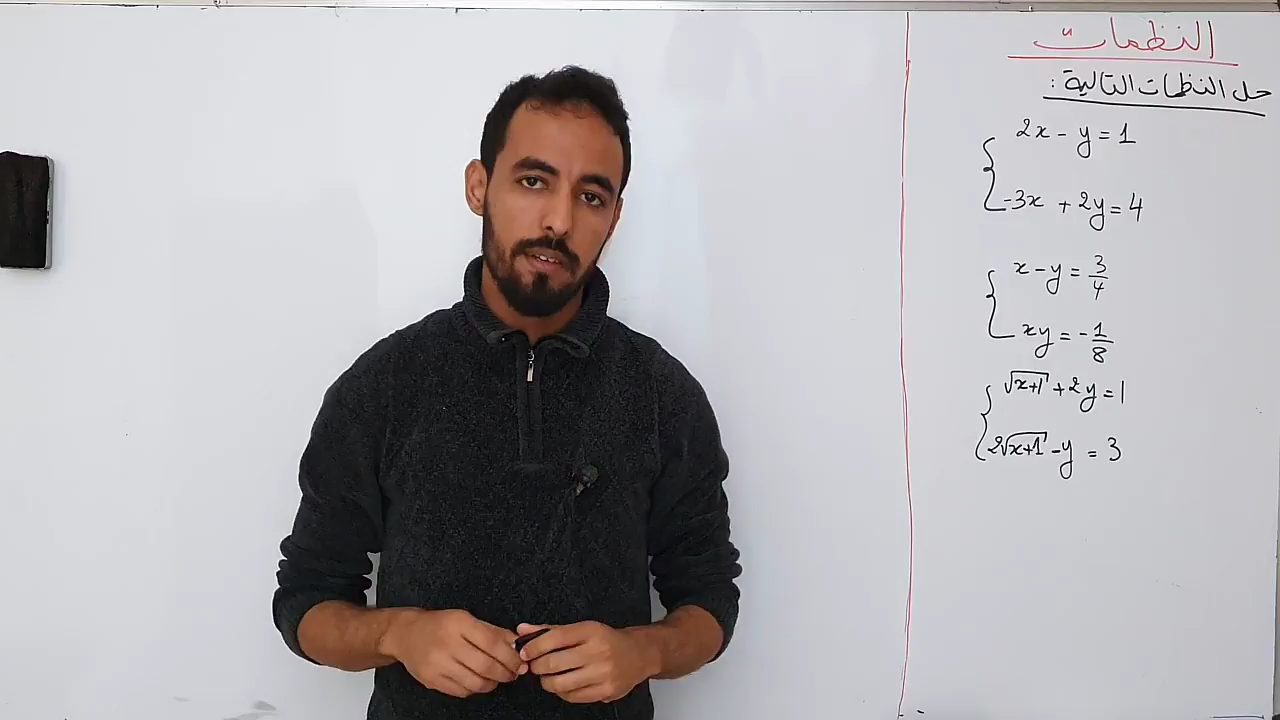 النظمات
حل النظمات التالية :
2x - y = 1
-3x + 2y = 4
x - y = 3/4
xy = -1/8
√x+1 + 2y = 1
2√x+1 - y = 3